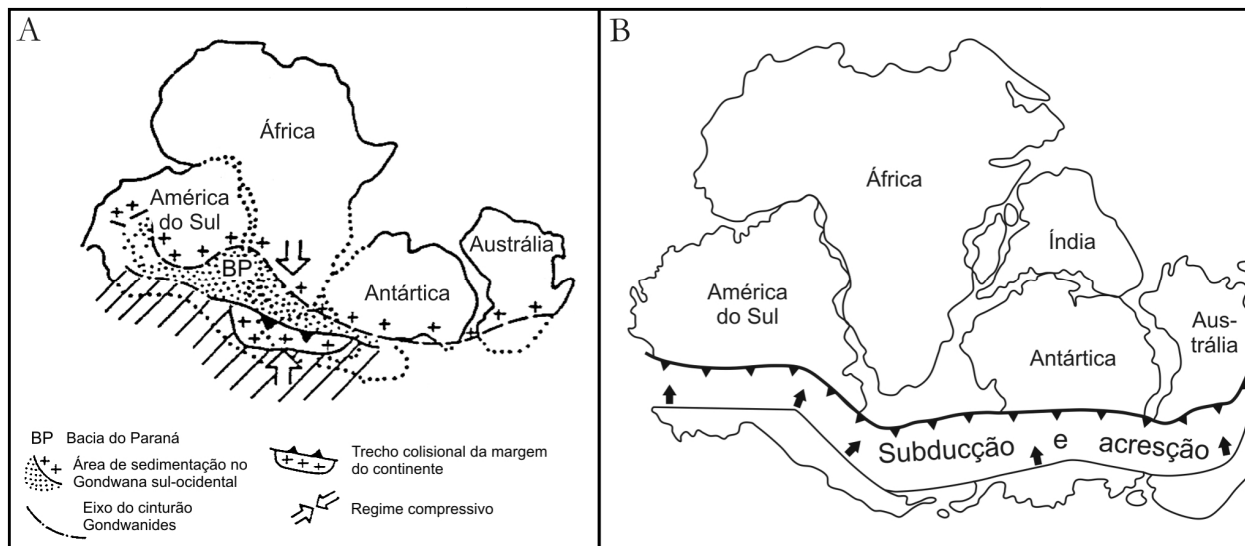 A
África
América
do Sul
BP
Antártica
Austrália
BP Bacia do Paraná
Área de sedimentação no
Gondwana sul-ocidental
Eixo do cinturão
Gondwanides
Trecho colisional da margem
do continente
Regime compressivo
B
África
Índia
América
do Sul
Antártica
Aus-
trália
Subducção e acresção